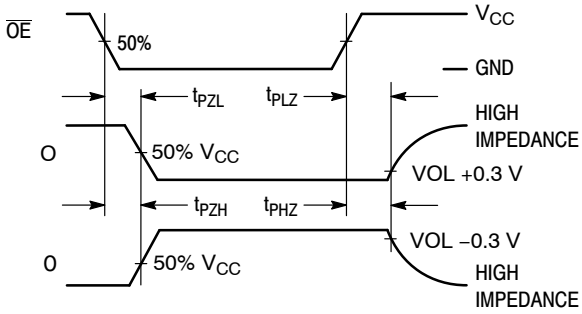 OE
50%
VCC
GND
tPZL
tPLZ
HIGH
IMPEDANCE
O
50% VCC
VOL +0.3 V
tPZH
tPHZ
VOL −0.3 V
0
50% VCC
HIGH
IMPEDANCE